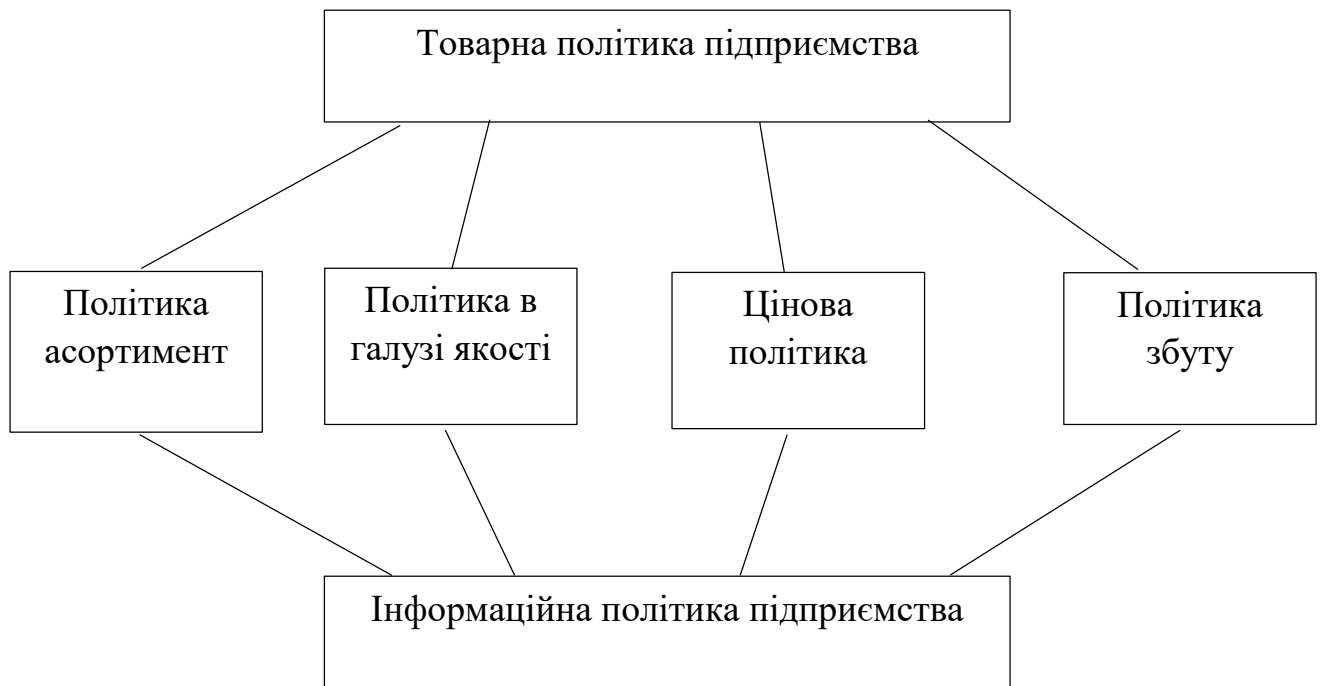 Товарна політика підприємства
Політика
асортимент
Політика в
галузі якості
Цінова
політика
Політика
збуту
Інформаційна політика підприємства